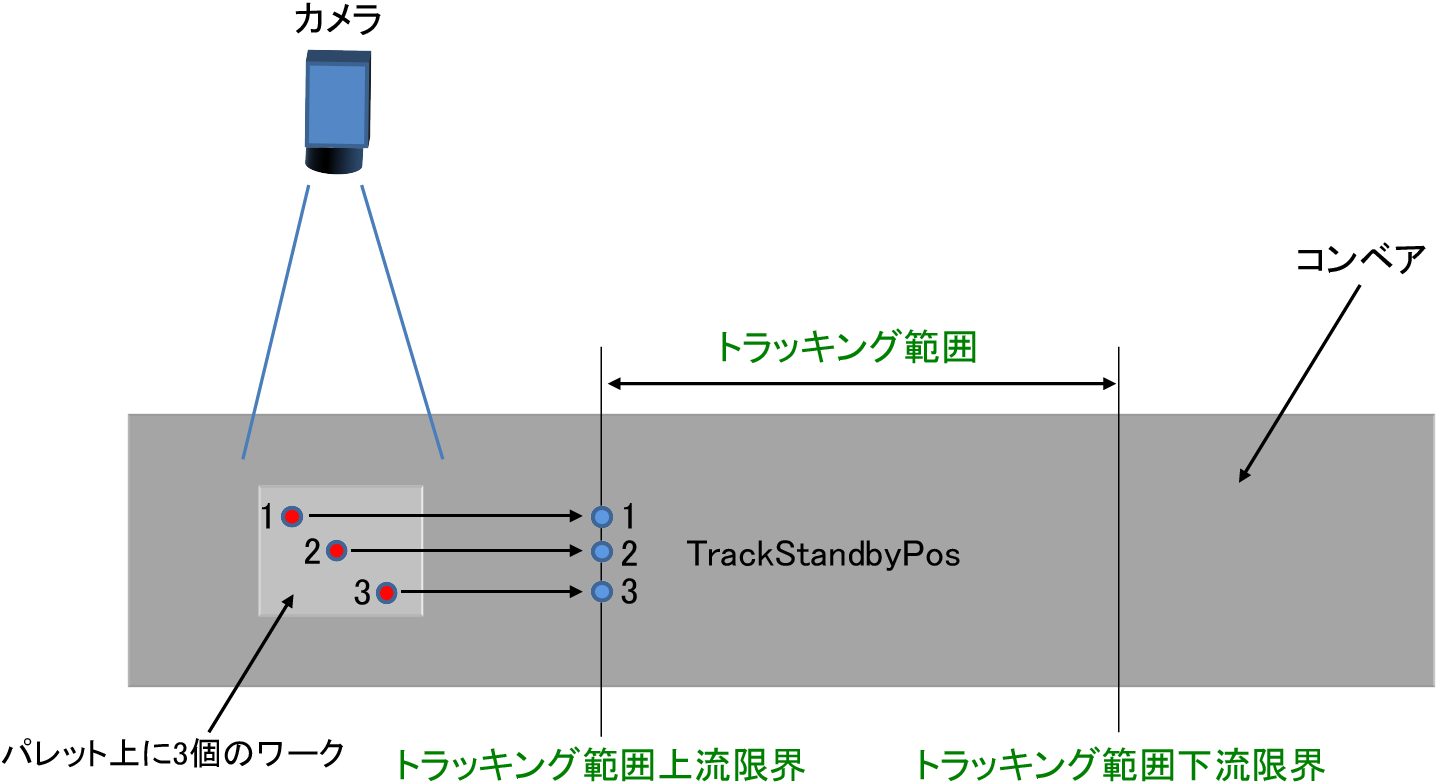 カメラ
コンベア
トラッキング範囲
1
1
2
2
TrackStandbyPos
3
3
パレット上に3個のワーク
トラッキング範囲上流限界
トラッキング範囲下流限界